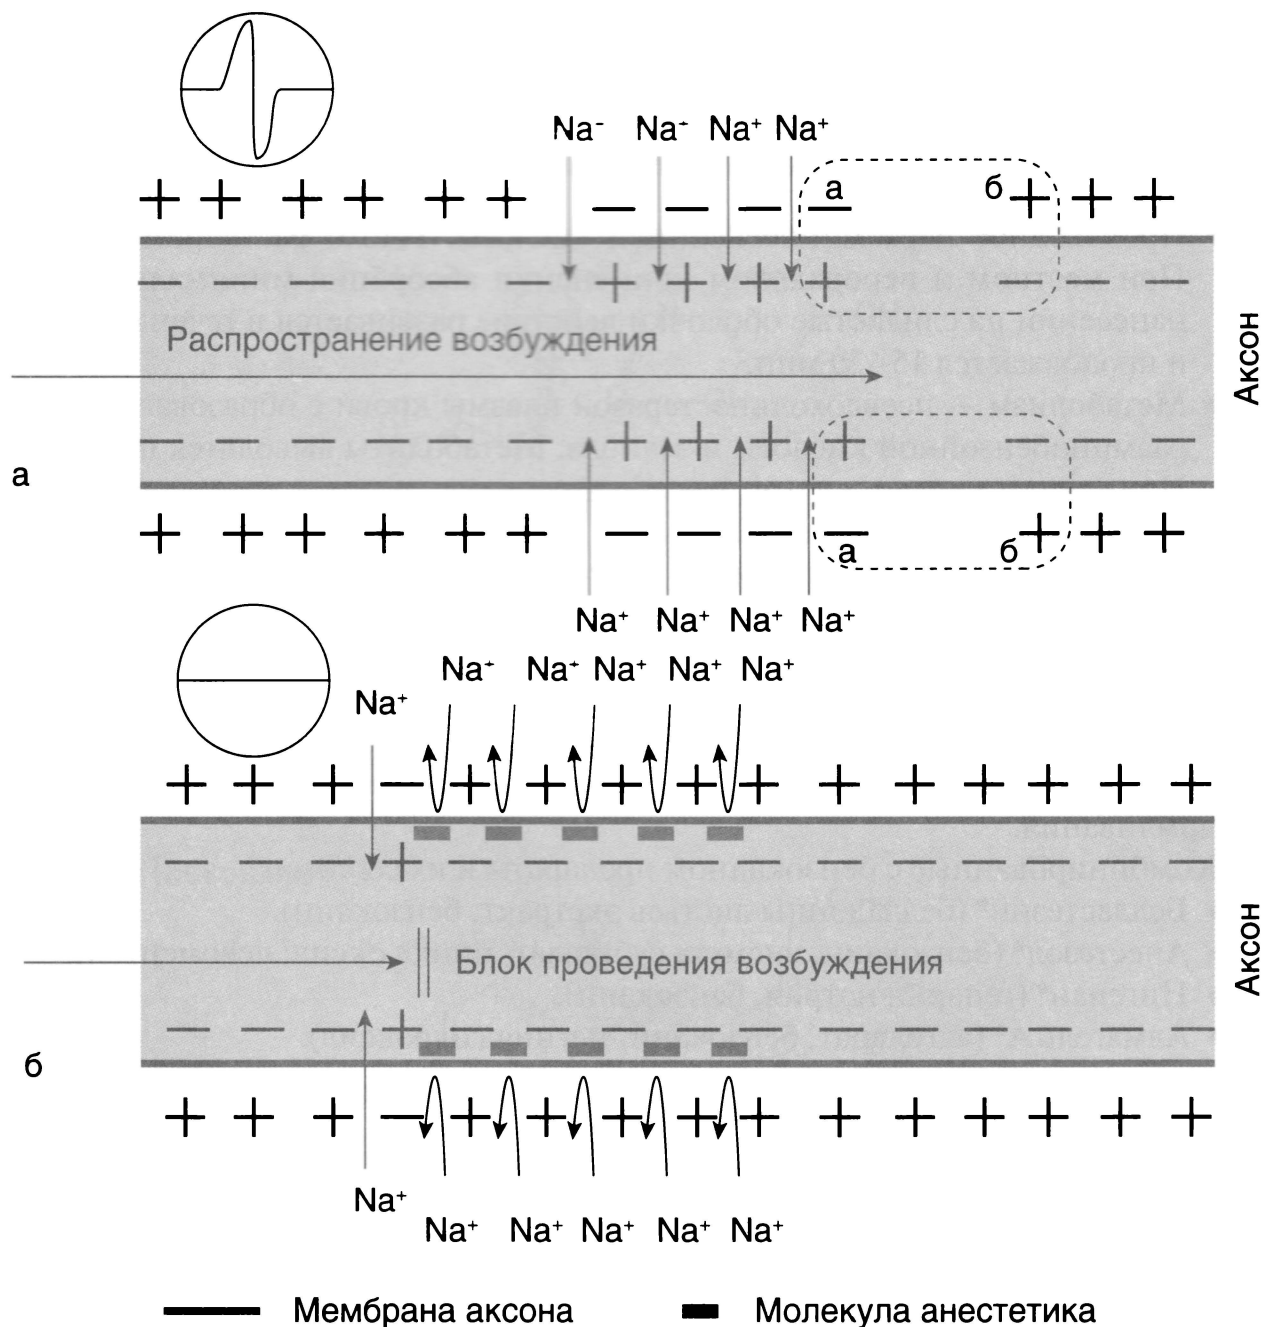 Na⁻ Na⁺ Na⁺ Na⁺
а б
Распространение возбуждения
Аксон
а
а б
Na⁺ Na⁺ Na⁺ Na⁺
Na⁺ Na⁺ Na⁺ Na⁺ Na⁺
Na⁺
Блок проведения возбуждения
Аксон
б
Na⁺
Na⁺ Na⁺ Na⁺ Na⁺ Na⁺
Мембрана аксона Молекула анестетика